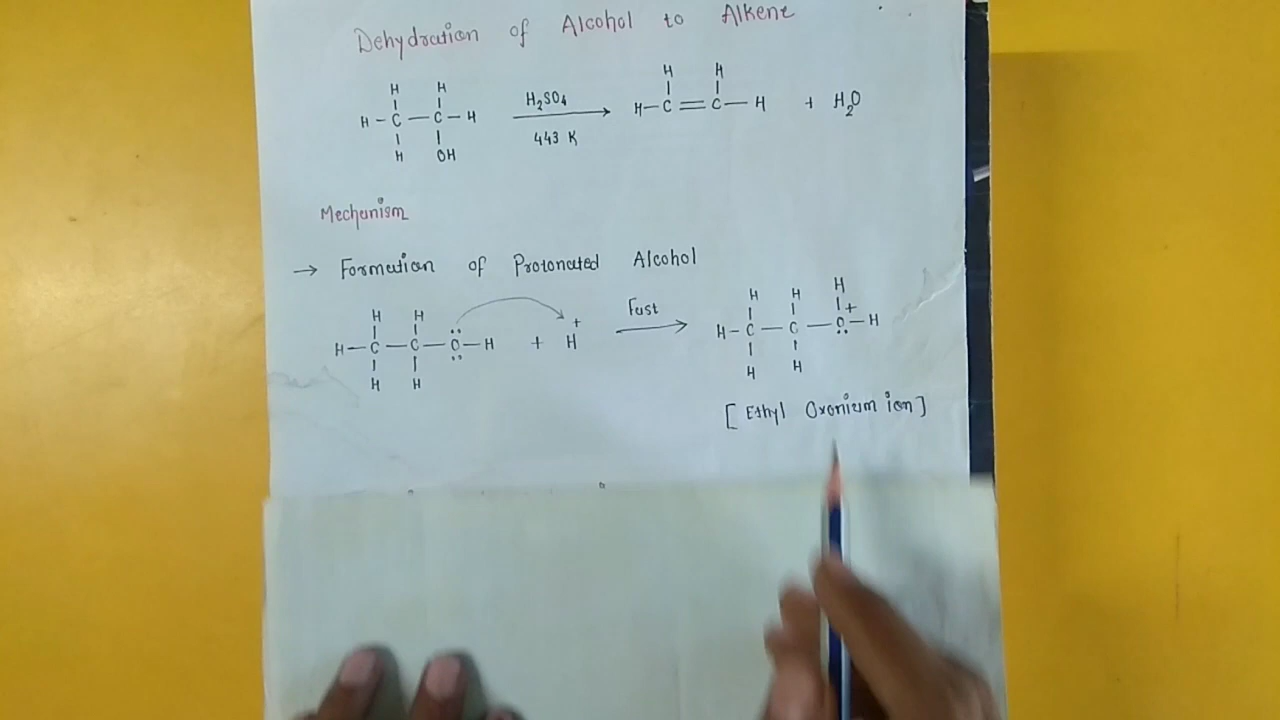 Dehydration of Alcohol to Alkene
H H H H
H - C — C - H H2SO4 H - C = C - H + H2O
H OH 443 K
Mechanism
→ Formation of Protonated Alcohol
H H H H H
H - C — C — O - H + H+ Fast H - C — C — O+ - H
H H H H
[ Ethyl Oxonium ion ]